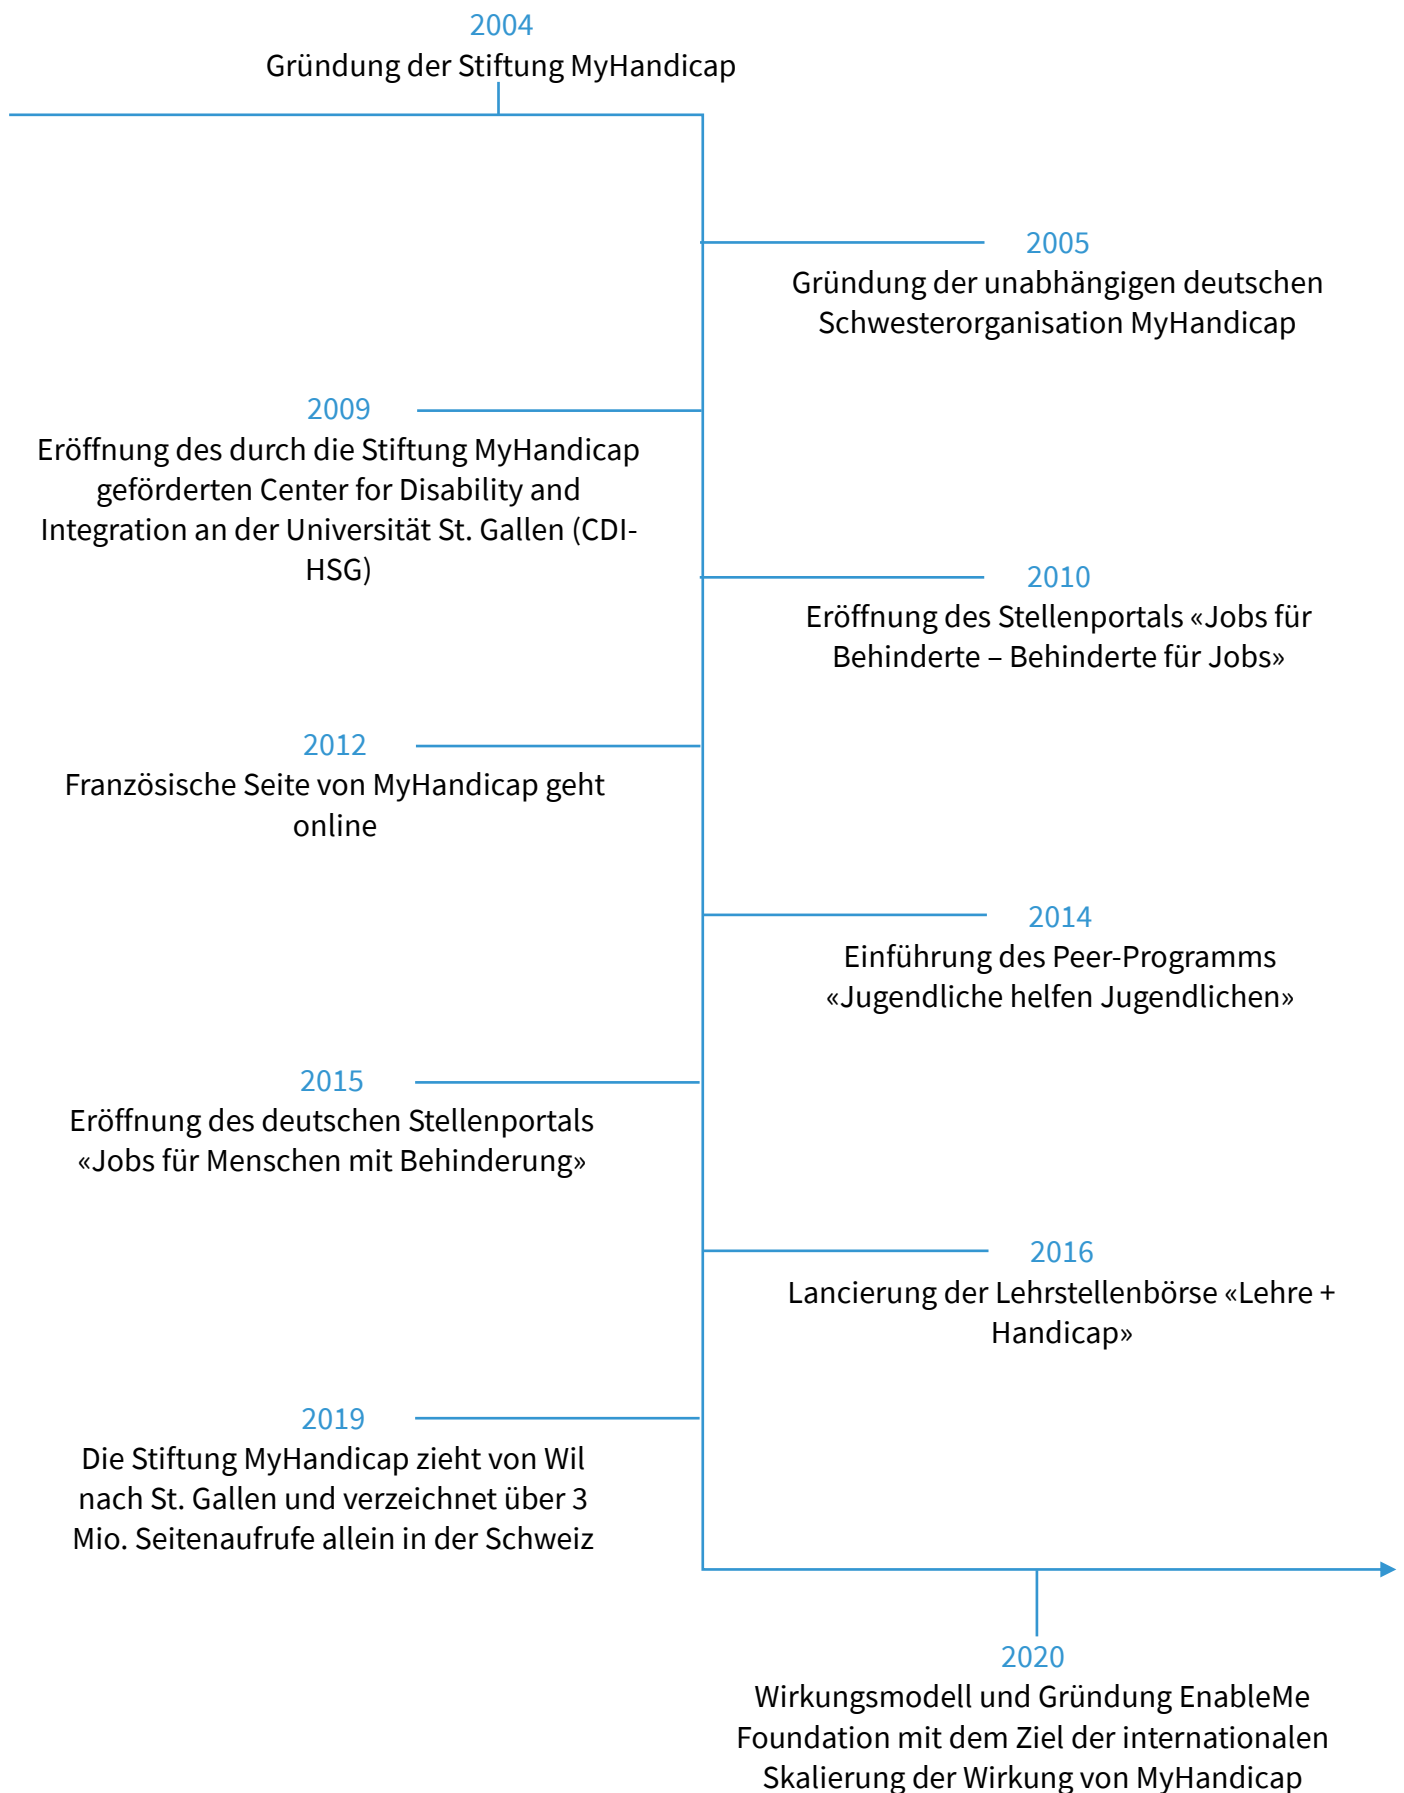 2004
Gründung der Stiftung MyHandicap
2005
Gründung der unabhängigen deutschen
Schwesterorganisation MyHandicap
2009
Eröffnung des durch die Stiftung MyHandicap
geförderten Center for Disability and
Integration an der Universität St. Gallen (CDI-
HSG)
2010
Eröffnung des Stellenportals «Jobs für
Behinderte – Behinderte für Jobs»
2012
Französische Seite von MyHandicap geht
online
2014
Einführung des Peer-Programms
«Jugendliche helfen Jugendlichen»
2015
Eröffnung des deutschen Stellenportals
«Jobs für Menschen mit Behinderung»
2016
Lancierung der Lehrstellenbörse «Lehre +
Handicap»
2019
Die Stiftung MyHandicap zieht von Wil
nach St. Gallen und verzeichnet über 3
Mio. Seitenaufrufe allein in der Schweiz
2020
Wirkungsmodell und Gründung EnableMe
Foundation mit dem Ziel der internationalen
Skalierung der Wirkung von MyHandicap